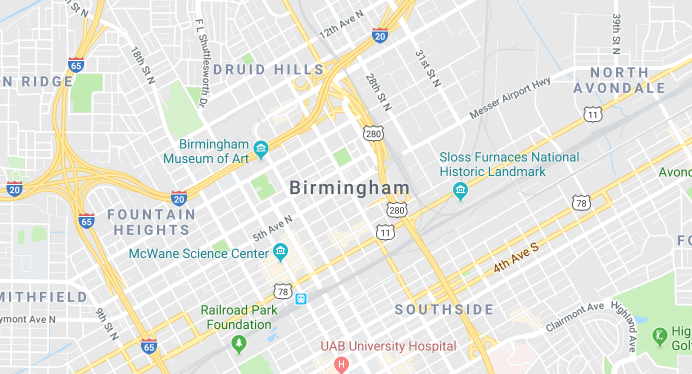 12th Ave N
39th St N
F L Shuttlesworth Dr
18th St N
20
31st St N
65
DRUID HILLS
28th St N
NORTH
AVONDALE
Messer Airport Hwy
11
280
Birmingham
Museum of Art
Sloss Furnaces National
Historic Landmark
20
Birmingham
20
65
280
78
FOUNTAIN
HEIGHTS
5th Ave N
11
McWane Science Center
4th Ave S
78
9th St N
Railroad Park
Foundation
SOUTHSIDE
Clairmont Ave
Highland Ave
65
UAB University Hospital
H